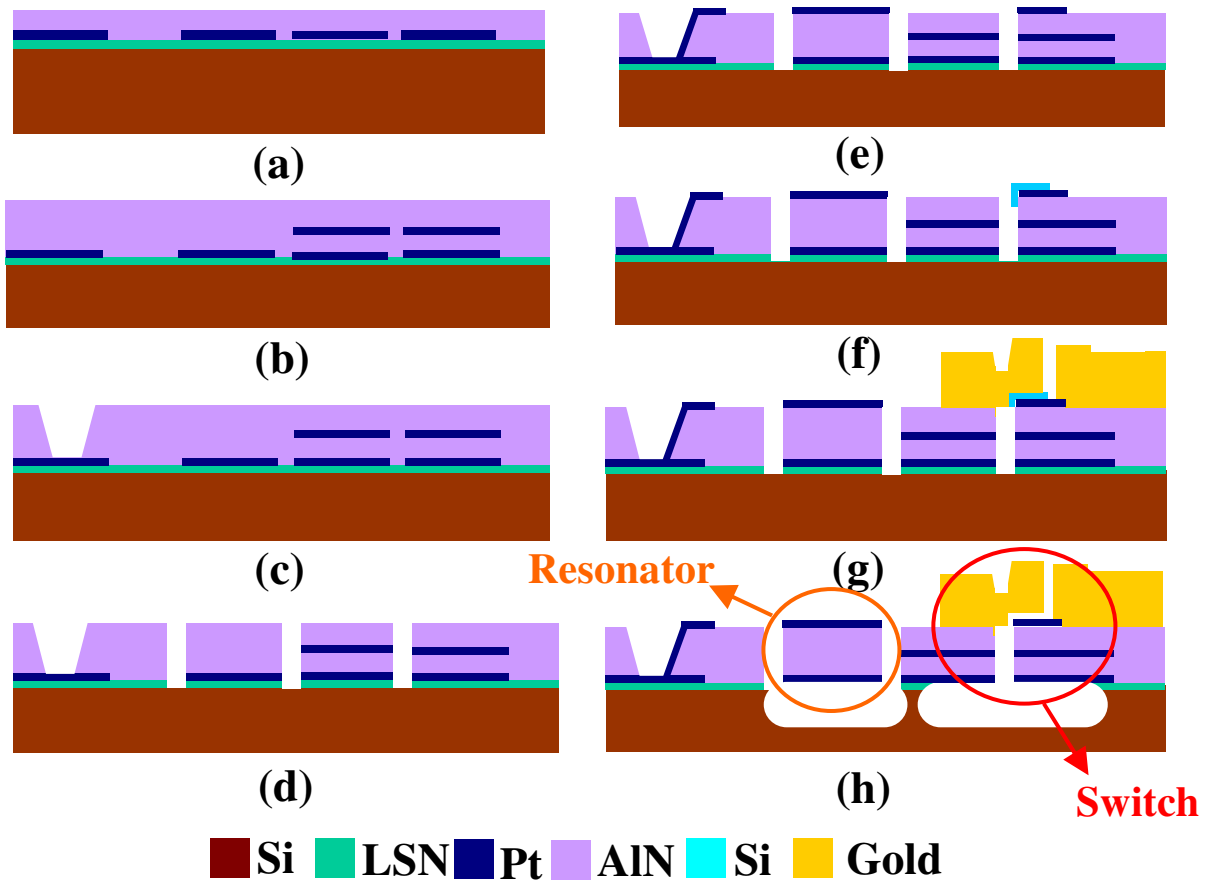 (a)
(e)
(b)
(f)
(c)
(g)
Resonator
(d)
(h)
Switch
Si LSN Pt AlN Si Gold